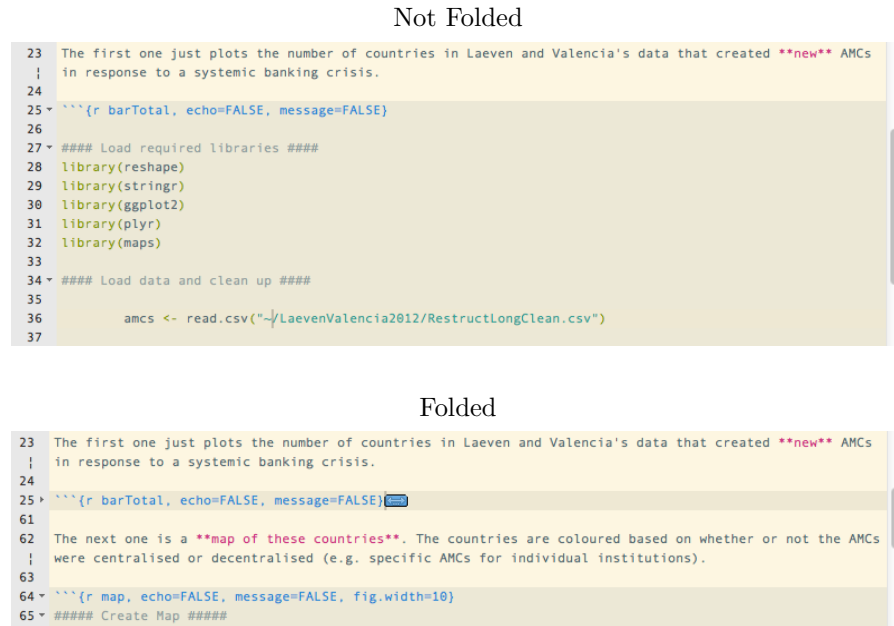 Not Folded
23 The first one just plots the number of countries in Laeven and Valencia's data that created **new** AMCs
¦ in response to a systemic banking crisis.
24
25 ```{r barTotal, echo=FALSE, message=FALSE}
26
27 #### Load required libraries ####
28 library(reshape)
29 library(stringr)
30 library(ggplot2)
31 library(plyr)
32 library(maps)
33
34 #### Load data and clean up ####
35
36 amcs <- read.csv("~/LaevenValencia2012/RestructLongClean.csv")
37
Folded
23 The first one just plots the number of countries in Laeven and Valencia's data that created **new** AMCs
¦ in response to a systemic banking crisis.
24
25 ```{r barTotal, echo=FALSE, message=FALSE}
61
62 The next one is a **map of these countries**. The countries are coloured based on whether or not the AMCs
¦ were centralised or decentralised (e.g. specific AMCs for individual institutions).
63
64 ```{r map, echo=FALSE, message=FALSE, fig.width=10}
65 ##### Create Map #####